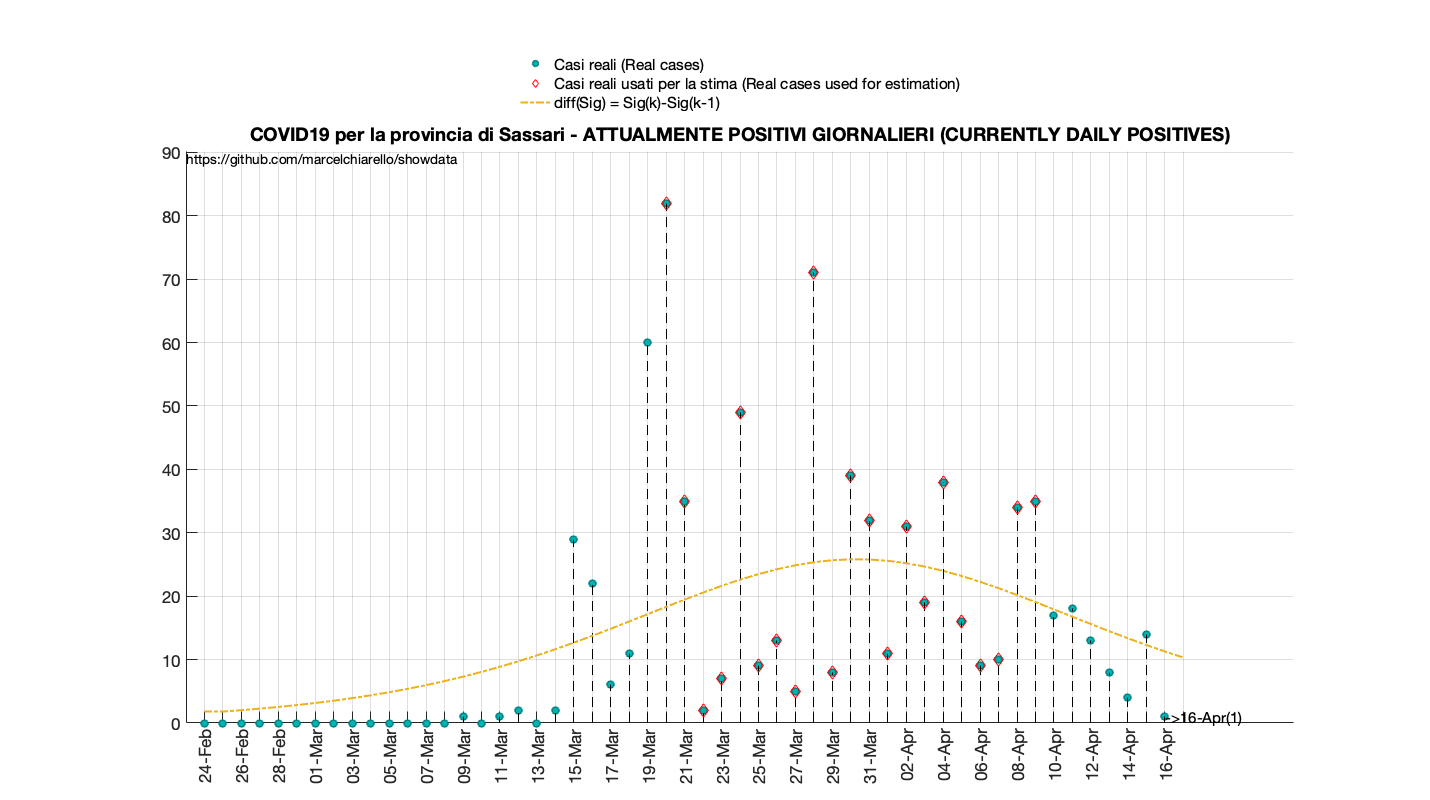 Casi reali (Real cases)
Casi reali usati per la stima (Real cases used for estimation)
diff(Sig) = Sig(k)-Sig(k-1)
COVID19 per la provincia di Sassari - ATTUALMENTE POSITIVI GIORNALIERI (CURRENTLY DAILY POSITIVES)
https://github.com/marcelchiarello/showdata
90
80
70
60
50
40
30
20
10
0
->16-Apr(1)
24-Feb
26-Feb
28-Feb
01-Mar
03-Mar
05-Mar
07-Mar
09-Mar
11-Mar
13-Mar
15-Mar
17-Mar
19-Mar
21-Mar
23-Mar
25-Mar
27-Mar
29-Mar
31-Mar
02-Apr
04-Apr
06-Apr
08-Apr
10-Apr
12-Apr
14-Apr
16-Apr